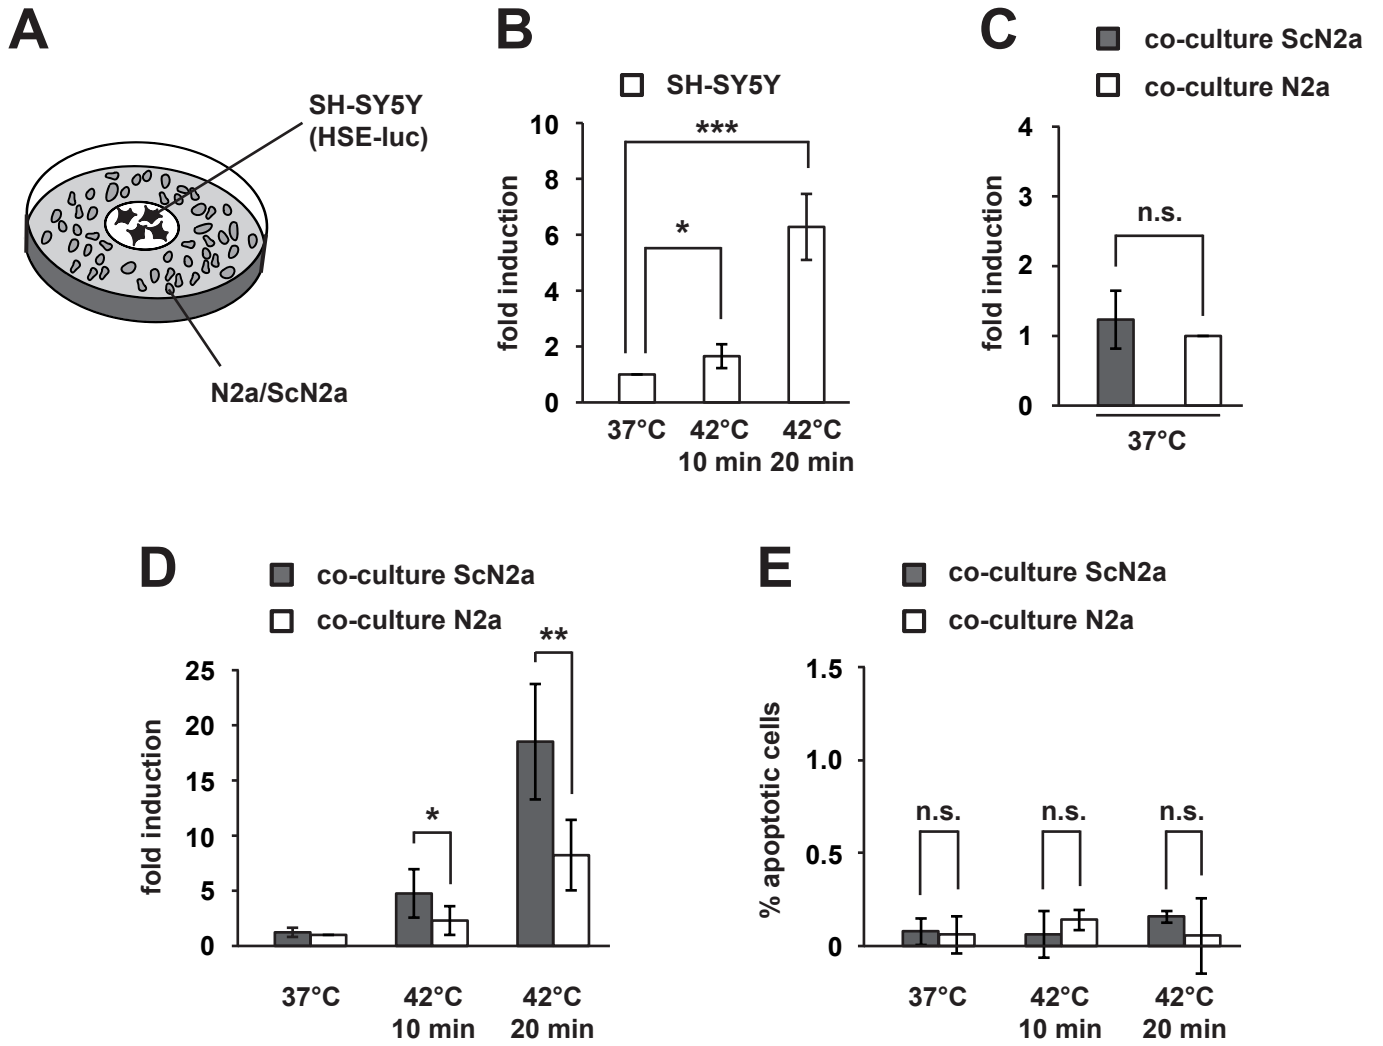 A
SH-SY5Y
(HSE-luc)
N2a/ScN2a
B
SH-SY5Y
***
*
10
8
6
4
2
0
fold induction
37°C
42°C
42°C
10 min
20 min
C
co-culture ScN2a
co-culture N2a
4
3
2
1
0
fold induction
n.s.
37°C
D
co-culture ScN2a
co-culture N2a
**
*
25
20
15
10
5
0
fold induction
37°C
42°C
42°C
10 min
20 min
E
co-culture ScN2a
co-culture N2a
1.5
1.0
0.5
0
% apoptotic cells
n.s.
n.s.
n.s.
37°C
42°C
42°C
10 min
20 min